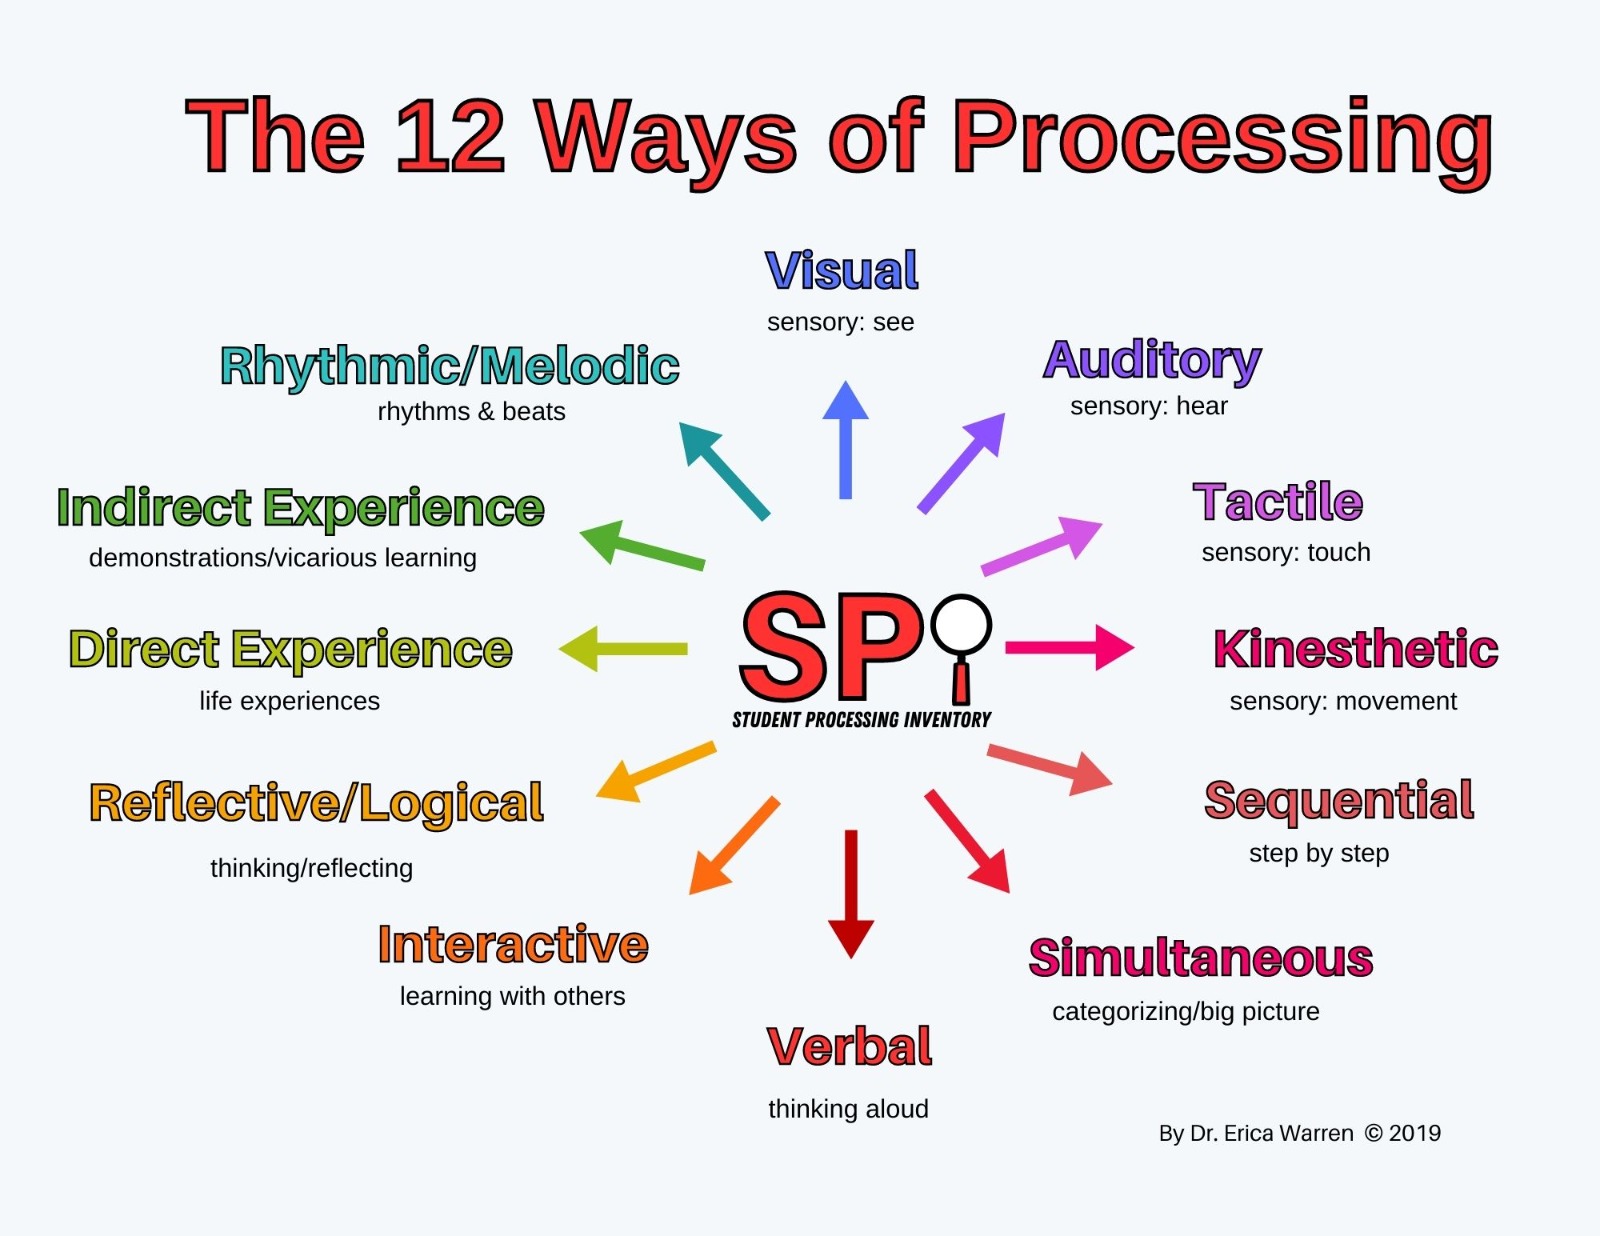 The 12 Ways of Processing
Visual
sensory: see
Auditory
sensory: hear
Tactile
sensory: touch
Kinesthetic
sensory: movement
Sequential
step by step
Simultaneous
categorizing/big picture
Verbal
thinking aloud
Interactive
learning with others
Reflective/Logical
thinking/reflecting
Direct Experience
life experiences
Indirect Experience
demonstrations/vicarious learning
Rhythmic/Melodic
rhythms & beats
SPi
STUDENT PROCESSING INVENTORY
By Dr. Erica Warren © 2019